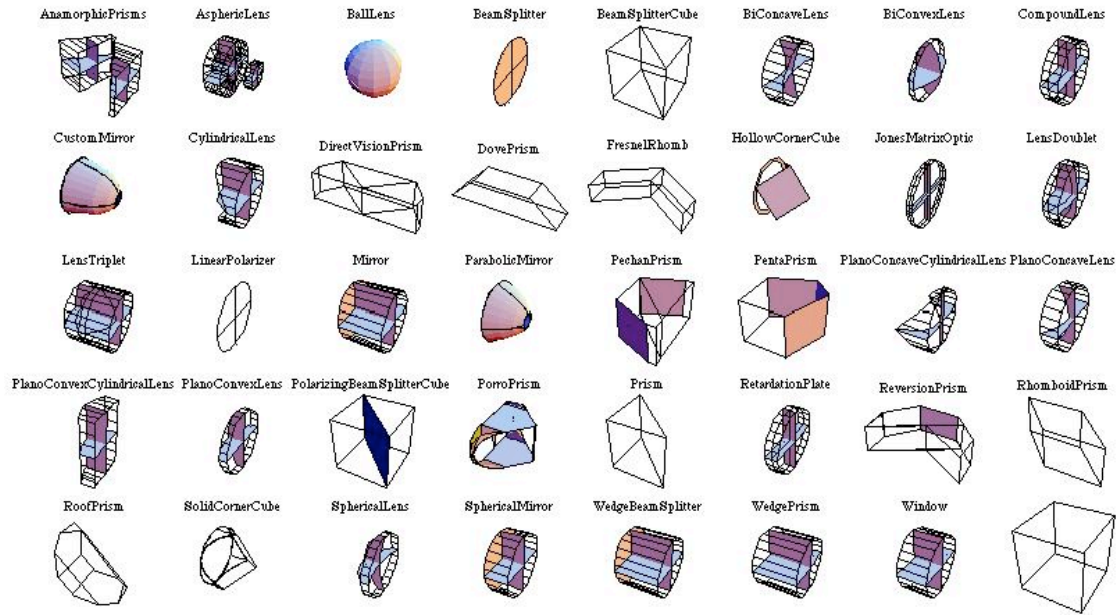 AnamorphicPrisms AsphericLens BallLens BeamSplitter BeamSplitterCube BiConcaveLens BiConvexLens CompoundLens
CustomMirror CylindricalLens DirectVisionPrism DovePrism FresnelRhomb HollowCornerCube JonesMatrixOptic LensDoublet
LensTriplet LinearPolarizer Mirror ParabolicMirror PechanPrism PentaPrism PlanoConcaveCylindricalLens PlanoConcaveLens
PlanoConvexCylindricalLens PlanoConvexLens PolarizingBeamSplitterCube PorroPrism Prism RetardationPlate ReversionPrism RhomboidPrism
RoofPrism SolidCornerCube SphericalLens SphericalMirror WedgeBeamSplitter WedgePrism Window